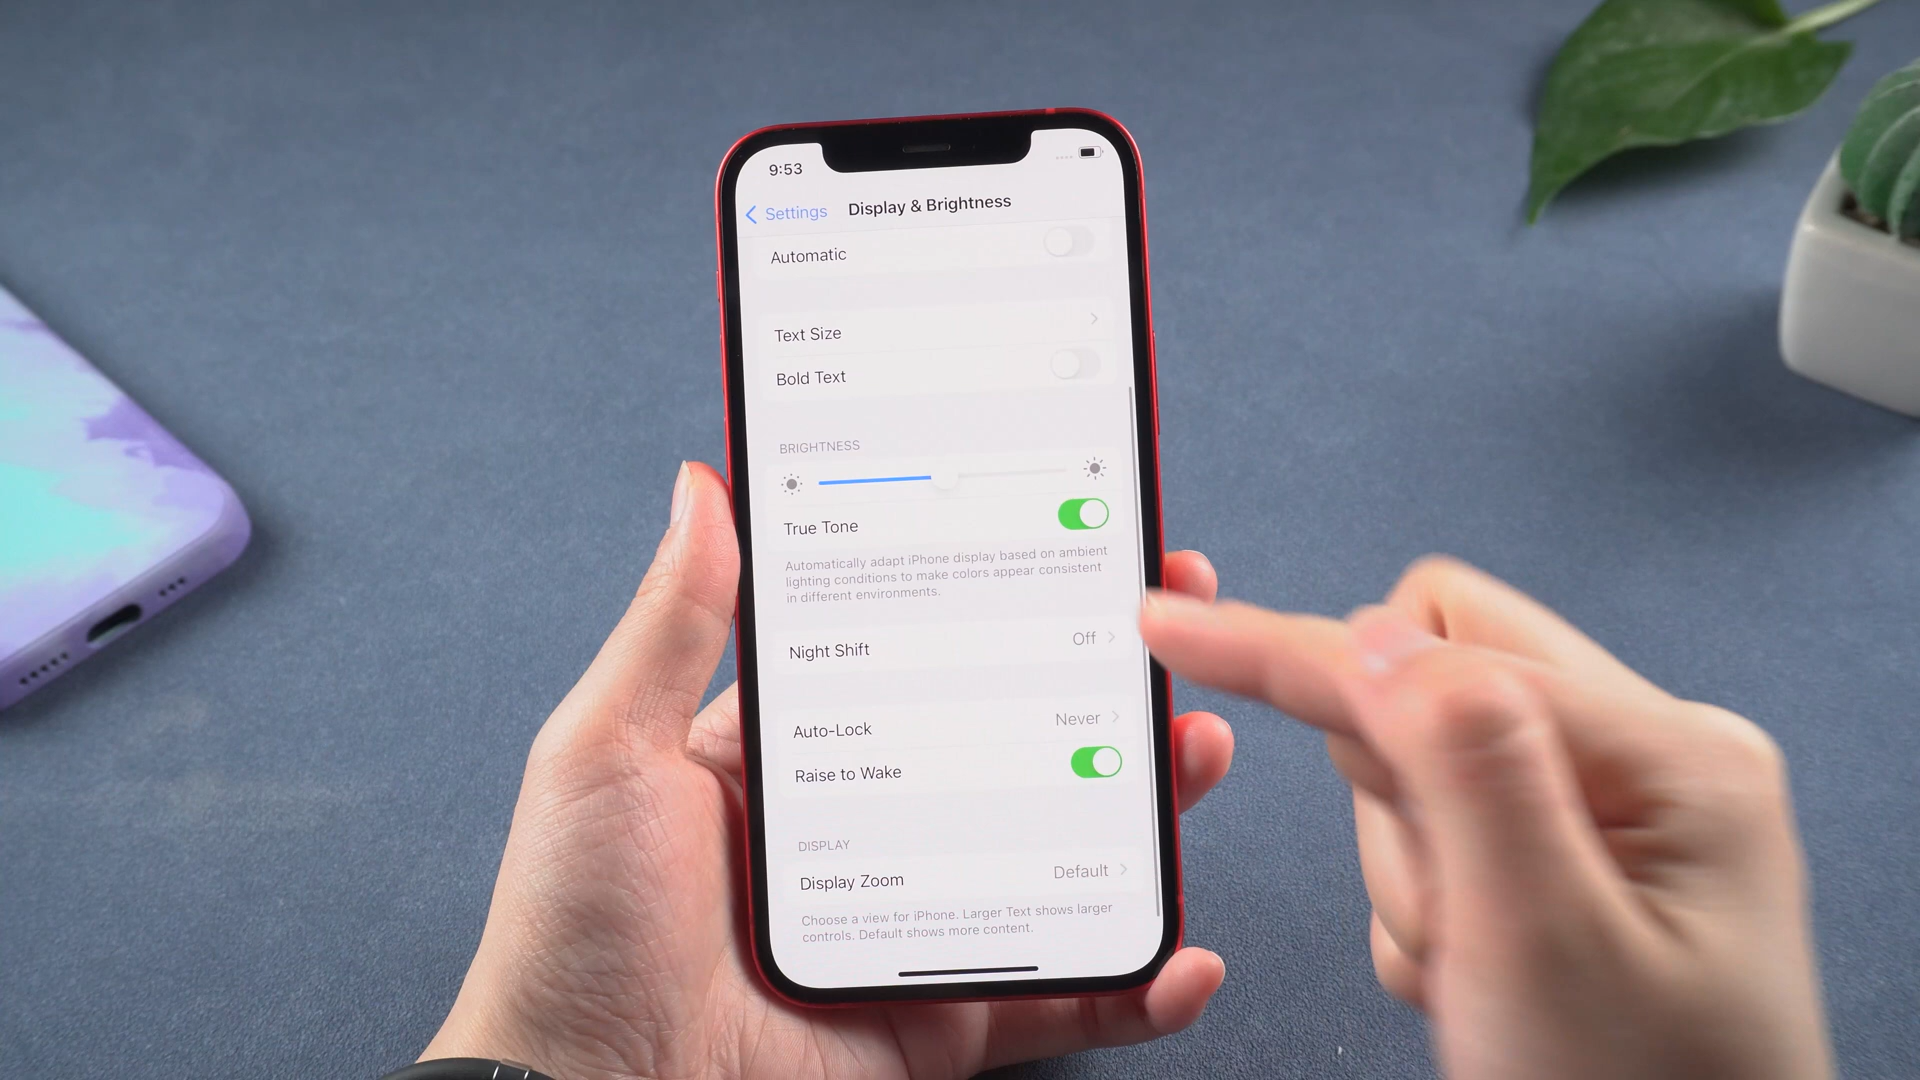 9:53
Settings
Display & Brightness
Automatic
Text Size
Bold Text
BRIGHTNESS
True Tone
Automatically adapt iPhone display based on ambient
lighting conditions to make colors appear consistent
in different environments.
Night Shift Off
Auto-Lock Never
Raise to Wake
DISPLAY
Display Zoom Default
Choose a view for iPhone. Larger Text shows larger
controls. Default shows more content.